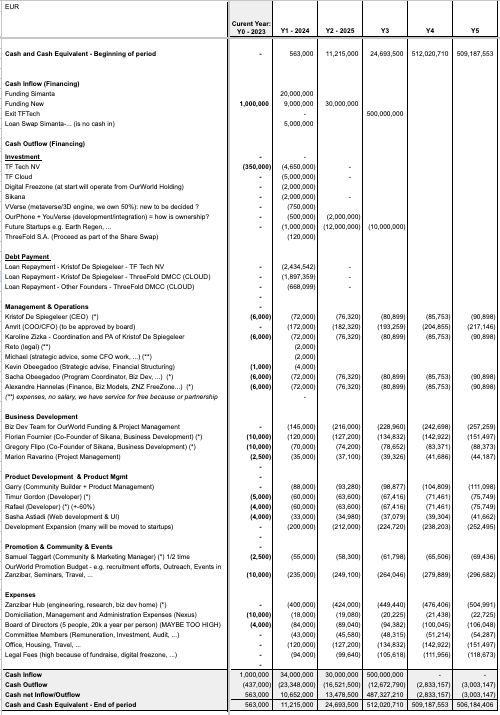 EUR
Curent Year: Y0 - 2023 Y1 - 2024 Y2 - 2025 Y3 Y4 Y5
Cash and Cash Equivalent - Beginning of period - 563,000 11,215,000 24,693,500 512,020,710 509,187,553
Cash Inflow (Financing)
Funding Simanta 20,000,000
Funding New 1,000,000 9,000,000 30,000,000
Exit TFTech - 500,000,000
Loan Swap Simanta-... (is no cash in) 5,000,000
Cash Outflow (Financing)
Investment - -
TF Tech NV (350,000) (4,650,000) -
TF Cloud - (5,000,000) -
Digital Freezone (at start will operate from OurWorld Holding) - (2,000,000)
Sikana - (2,000,000) -
VVerse (metaverse/3D engine, we own 50%): new to be decided ? - (750,000)
OurPhone + YouVerse (development/integration) = how is ownership? - (500,000) (2,000,000)
Future Startups e.g. Earth Regen, ... - (1,000,000) (12,000,000) (10,000,000)
ThreeFold S.A. (Proceed as part of the Share Swap) (120,000)
Debt Payment
Loan Repayment - Kristof De Spiegeleer - TF Tech NV - (2,434,542) -
Loan Repayment - Kristof De Spiegeleer - ThreeFold DMCC (CLOUD) - (1,897,359) -
Loan Repayment - Other Founders - ThreeFold DMCC (CLOUD) - (668,099) -
-
Management & Operations -
Kristof De Spiegeleer (CEO) (*) (6,000) (72,000) (76,320) (80,899) (85,753) (90,898)
Amrit (COO/CFO) (to be approved by board) - (172,000) (182,320) (193,259) (204,855) (217,146)
Karoline Zizka - Coordination and PA of Kristof De Spiegeleer (6,000) (72,000) (76,320) (80,899) (85,753) (90,898)
Reto (legal) (**) (2,000)
Michael (strategic advice, some CFO work, ...) (**) (2,000)
Kevin Obeegadoo (Strategic advise, Financial Structuring) (1,000) (4,000)
Sacha Obeegadoo (Program Coordinator, Biz Dev, ...) (*) (6,000) (72,000) (76,320) (80,899) (85,753) (90,898)
Alexandre Hannelas (Finance, Biz Models, ZNZ FreeZone...) (*) (6,000) (72,000) (76,320) (80,899) (85,753) (90,898)
(**) expenses, no salary, we have service for free because or partnership -
Business Development
Biz Dev Team for OurWorld Funding & Project Management - (145,000) (216,000) (228,960) (242,698) (257,259)
Florian Fournier (Co-Founder of Sikana, Business Development) (*) (10,000) (120,000) (127,200) (134,832) (142,922) (151,497)
Gregory Flipo (Co-Founder of Sikana, Business Development) (*) (10,000) (70,000) (74,200) (78,652) (83,371) (88,373)
Marion Ravarino (Project Management) (2,500) (35,000) (37,100) (39,326) (41,686) (44,187)
-
Product Development & Product Mgmt -
Garry (Community Builder + Product Management) - (88,000) (93,280) (98,877) (104,809) (111,098)
Timur Gordon (Developer) (*) (5,000) (60,000) (63,600) (67,416) (71,461) (75,749)
Rafael (Developer) (*) (+-60%) (4,000) (60,000) (63,600) (67,416) (71,461) (75,749)
Sasha Astiadi (Web development & UI) (4,000) (33,000) (34,980) (37,079) (39,304) (41,662)
Development Expansion (many will be moved to startups) - (200,000) (212,000) (224,720) (238,203) (252,495)
-
Promotion & Community & Events -
Samuel Taggart (Community & Marketing Manager) (*) 1/2 time (2,500) (55,000) (58,300) (61,798) (65,506) (69,436)
OurWorld Promotion Budget - e.g. recruitment efforts, Outreach, Events in
Zanzibar, Seminars, Travel, ... (10,000) (235,000) (249,100) (264,046) (279,889) (296,682)
-
Expenses -
Zanzibar Hub (engineering, research, biz dev home) (*) - (400,000) (424,000) (449,440) (476,406) (504,991)
Domiciliation, Management and Administration Expenses (Nexus) (10,000) (18,000) (19,080) (20,225) (21,438) (22,725)
Board of Directors (5 people, 20k a year per person) (MAYBE TOO HIGH) (4,000) (84,000) (89,040) (94,382) (100,045) (106,048)
Committee Members (Remuneration, Investment, Audit, ...) - (43,000) (45,580) (48,315) (51,214) (54,287)
Office, Housing, Travel, ... - (120,000) (127,200) (134,832) (142,922) (151,497)
Legal Fees (high because of fundraise, digital freezone, ...) - (94,000) (99,640) (105,618) (111,956) (118,673)
-
Cash Inflow 1,000,000 34,000,000 30,000,000 500,000,000 - -
Cash Outflow (437,000) (23,348,000) (16,521,500) (12,672,790) (2,833,157) (3,003,147)
Cash net Inflow/Outflow 563,000 10,652,000 13,478,500 487,327,210 (2,833,157) (3,003,147)
Cash and Cash Equivalent - End of period 563,000 11,215,000 24,693,500 512,020,710 509,187,553 506,184,406